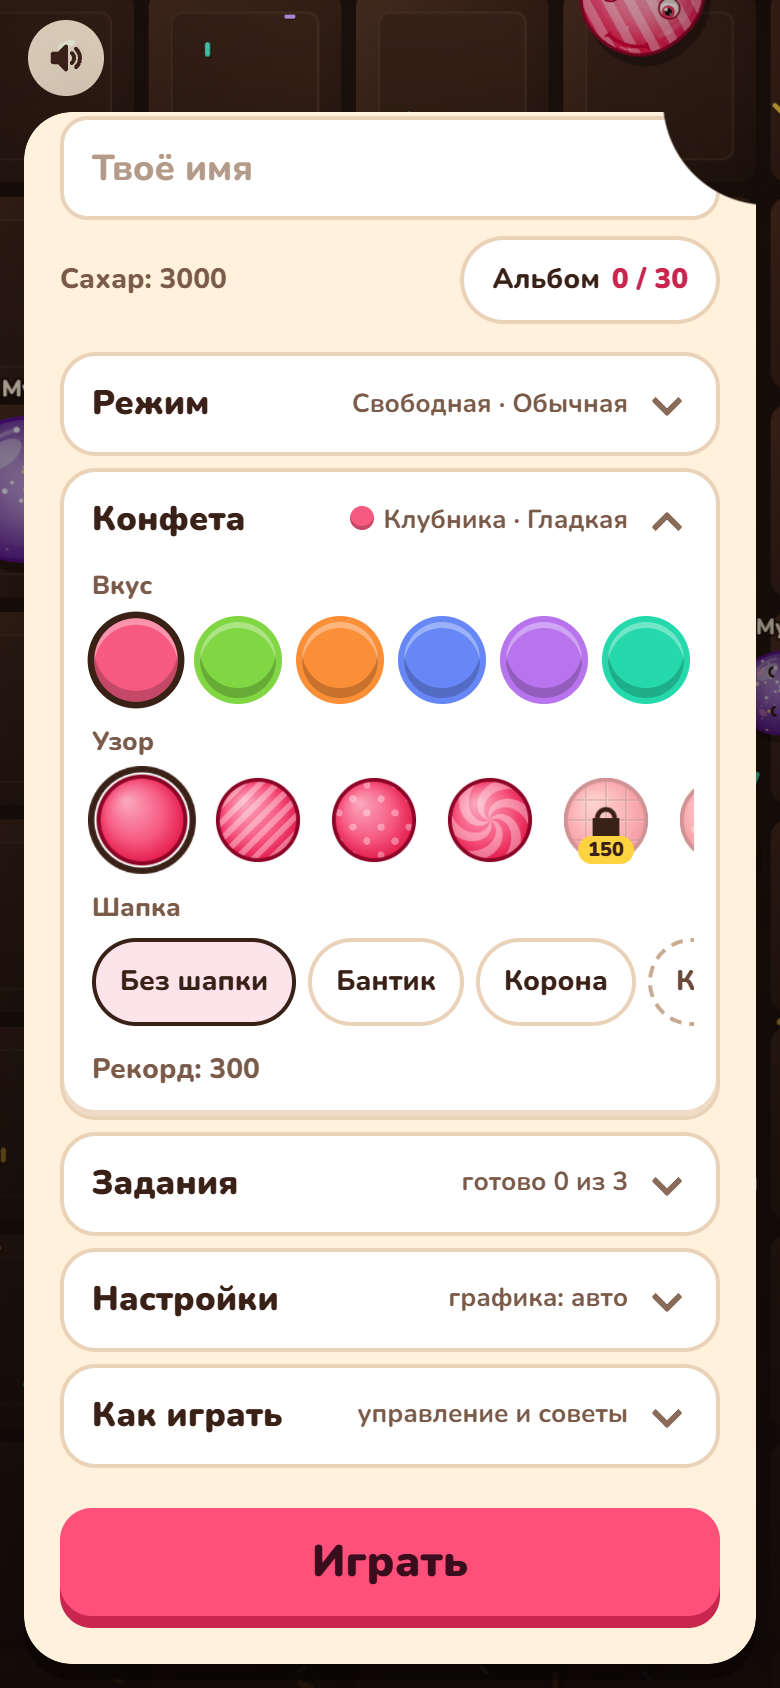 Твоё имя
Сахар: 3000
Альбом 0 / 30
Режим
Свободная · Обычная
Конфета
Клубника · Гладкая
Вкус
Узор
150
Шапка
Без шапки
Бантик
Корона
К
Рекорд: 300
Задания
готово 0 из 3
Настройки
графика: авто
Как играть
управление и советы
Играть